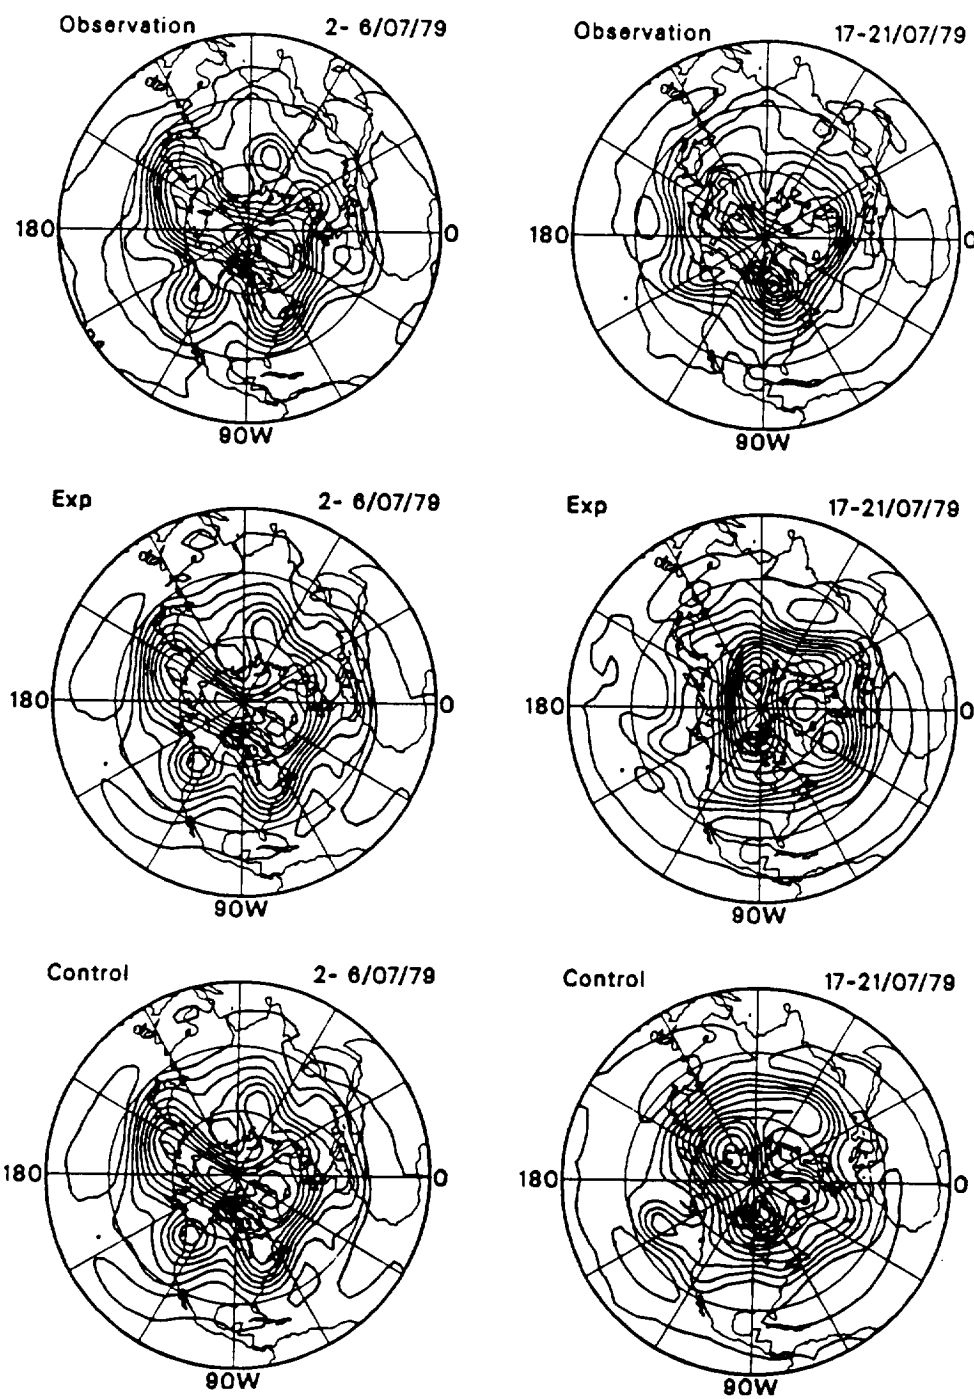 Observation 2- 6/07/79
Observation 17-21/07/79
180 0
180 0
90W
90W
Exp 2- 6/07/79
Exp 17-21/07/79
180 0
180 0
90W
90W
Control 2- 6/07/79
Control 17-21/07/79
180 0
180 0
90W
90W